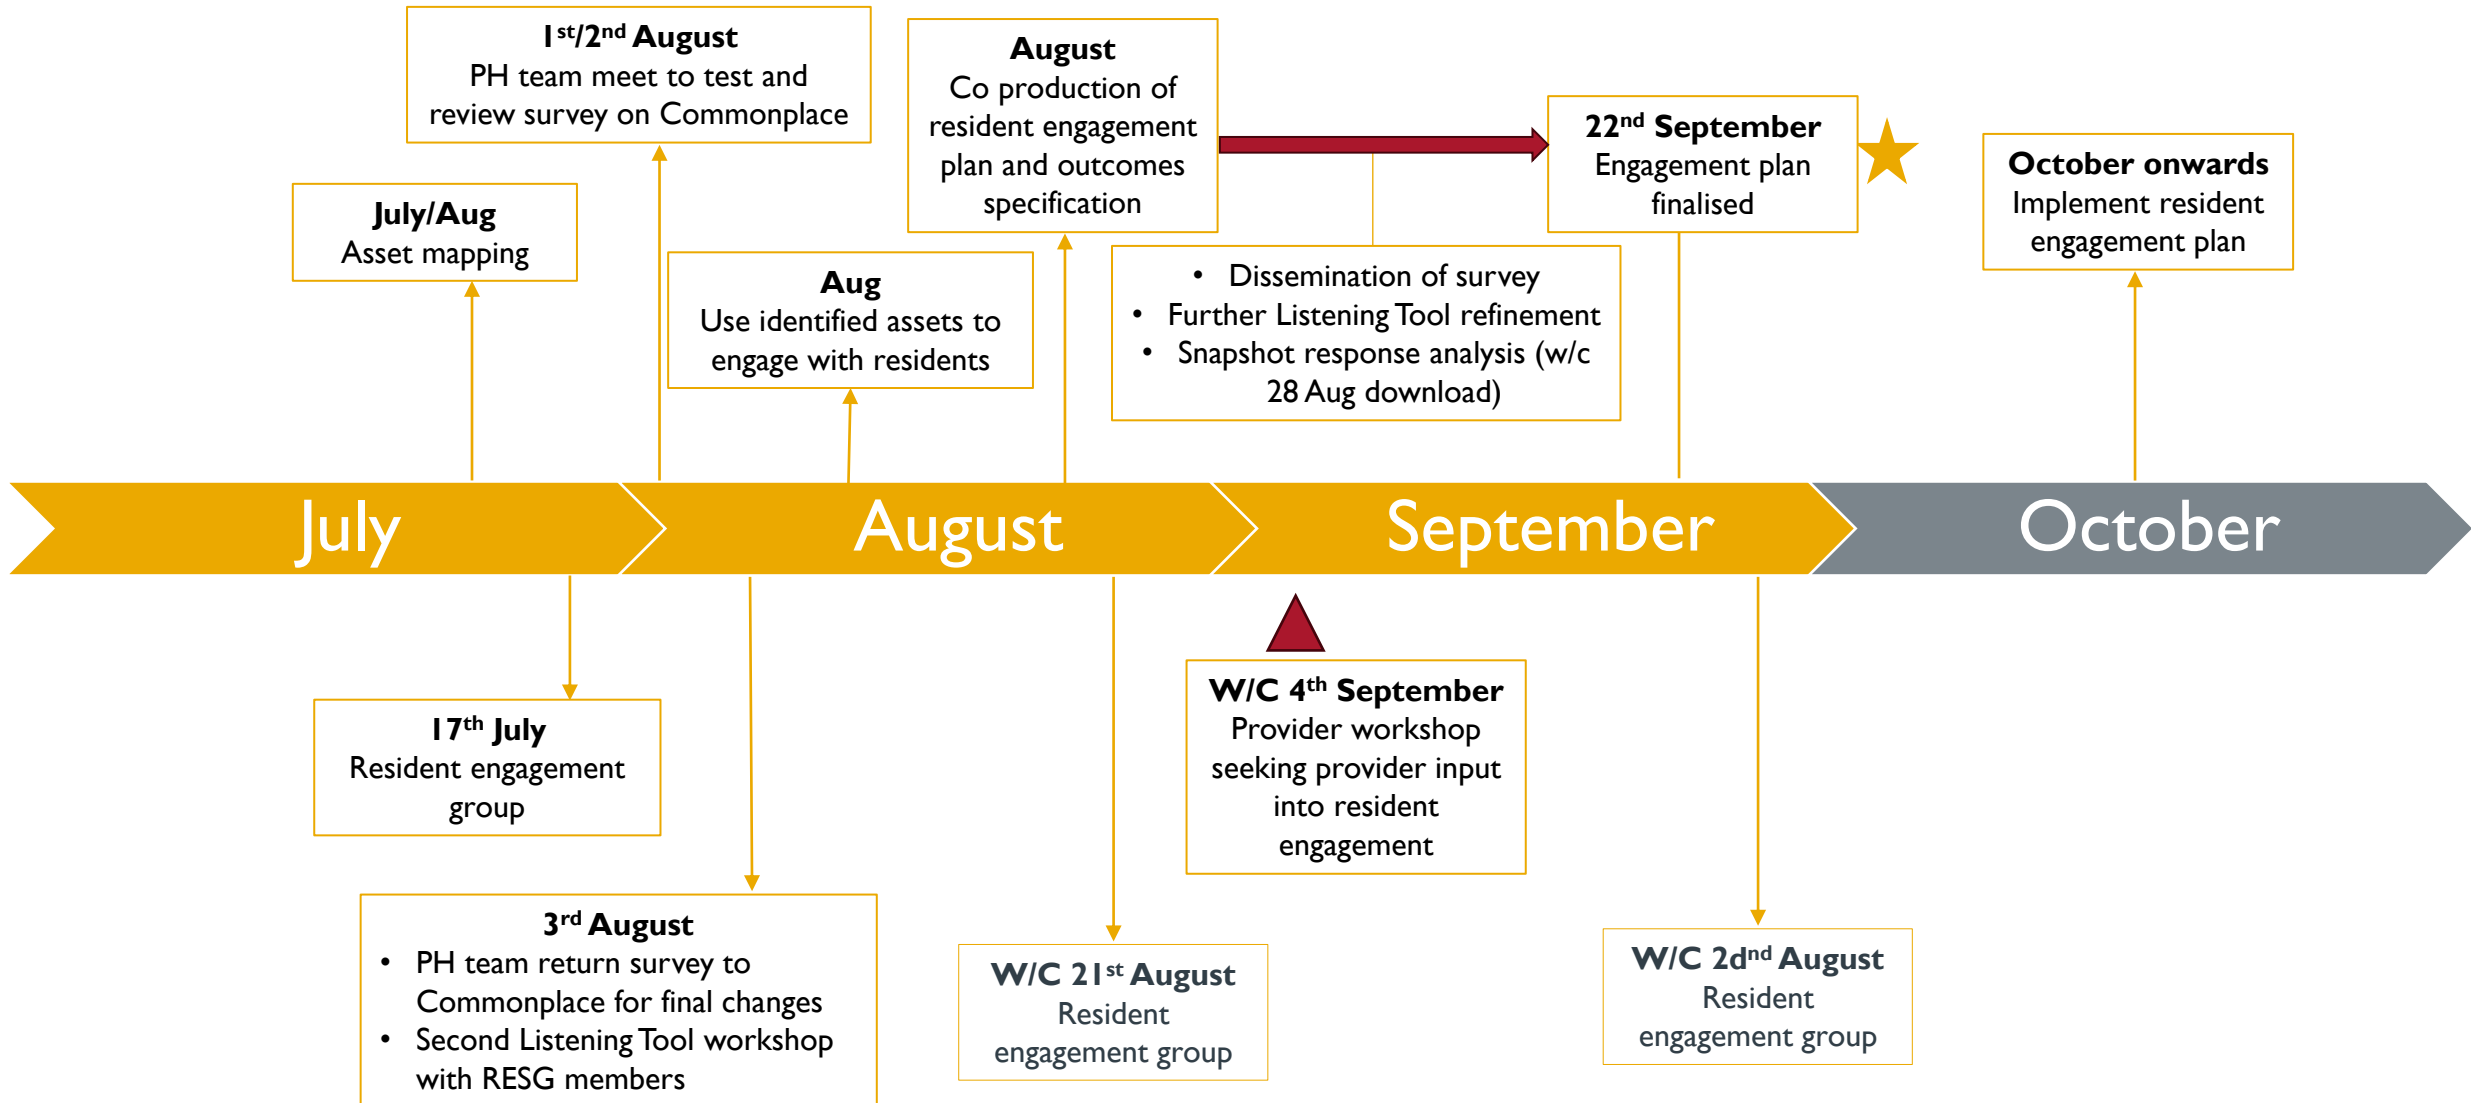 1st/2nd August
PH team meet to test and
review survey on Commonplace
August
Co production of
resident engagement
plan and outcomes
specification
22nd September
Engagement plan
finalised
October onwards
Implement resident
engagement plan
July/Aug
Asset mapping
Aug
Use identified assets to
engage with residents
• Dissemination of survey
• Further Listening Tool refinement
• Snapshot response analysis (w/c
28 Aug download)
July
August
September
October
17th July
Resident engagement
group
W/C 4th September
Provider workshop
seeking provider input
into resident
engagement
3rd August
• PH team return survey to
Commonplace for final changes
• Second Listening Tool workshop
with RESG members
W/C 21st August
Resident
engagement group
W/C 2dnd August
Resident
engagement group